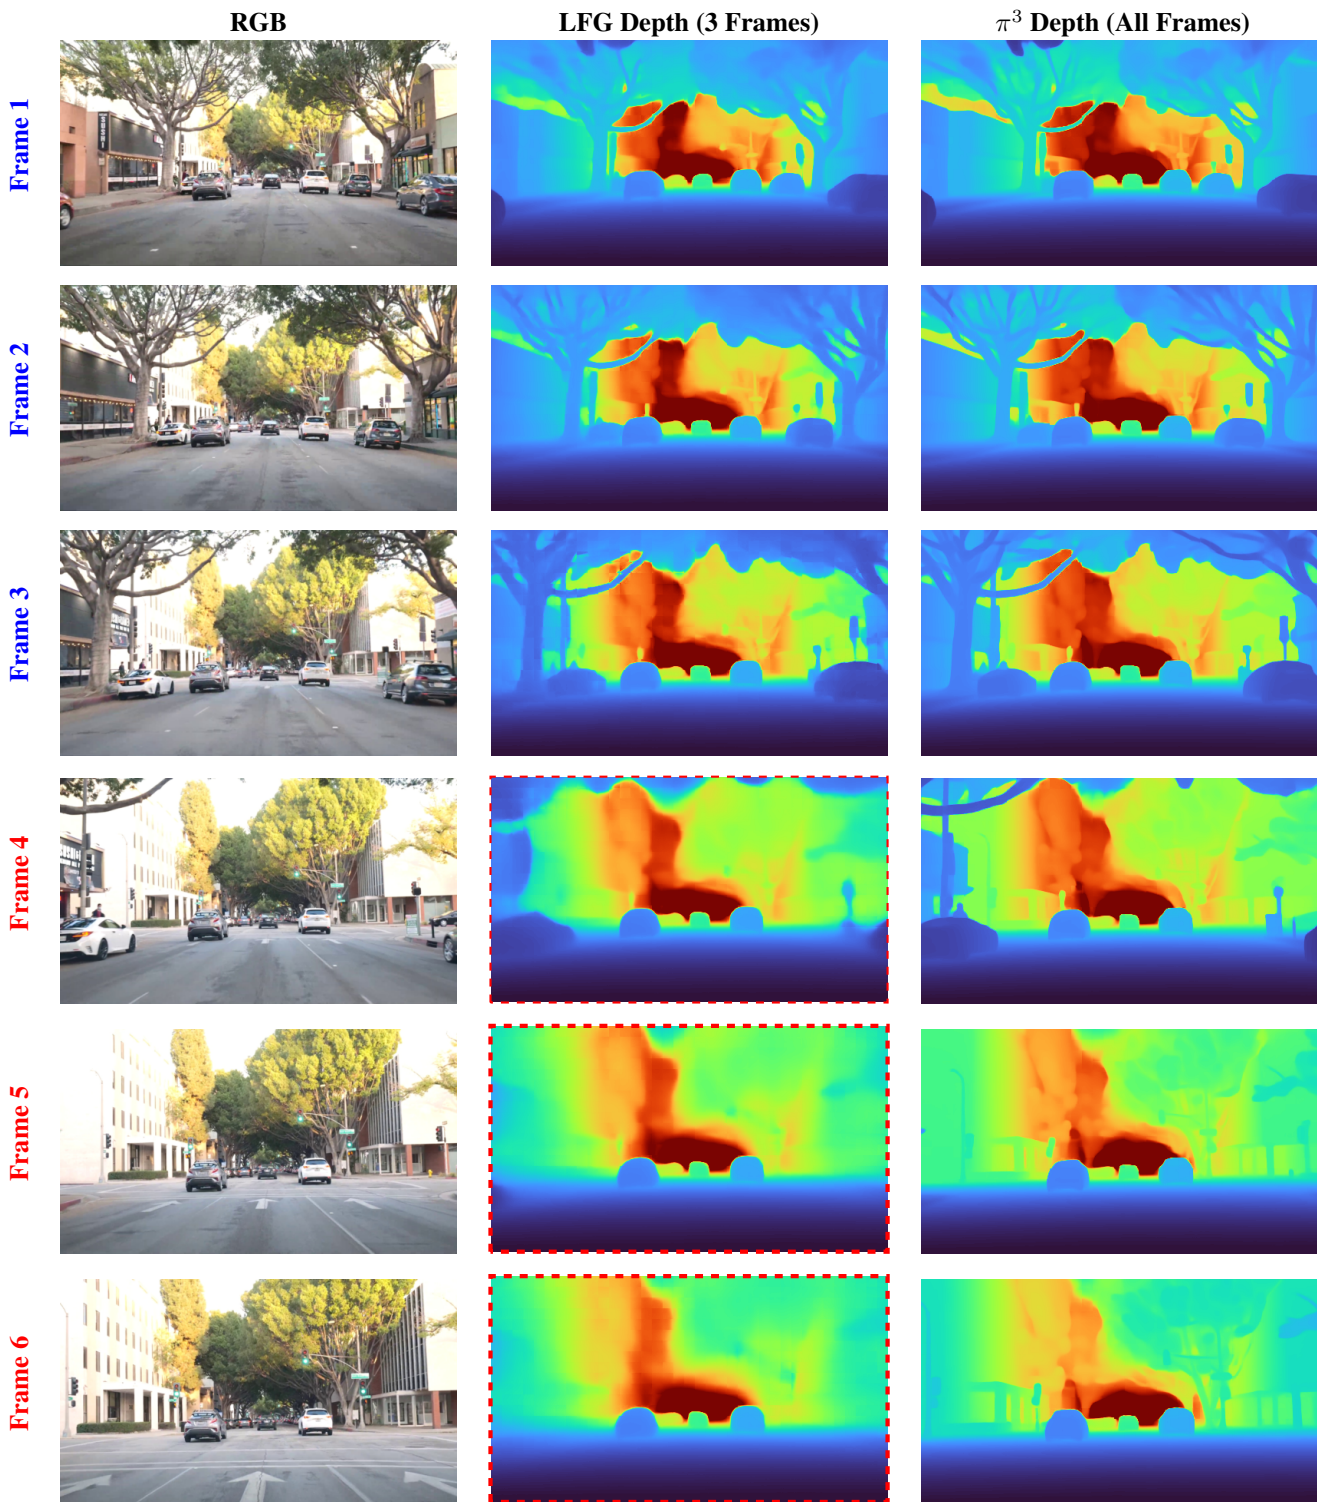 RGB
LFG Depth (3 Frames)
π³ Depth (All Frames)
Frame 1
SUSHI
Frame 2
Frame 3
Frame 4
Frame 5
Frame 6